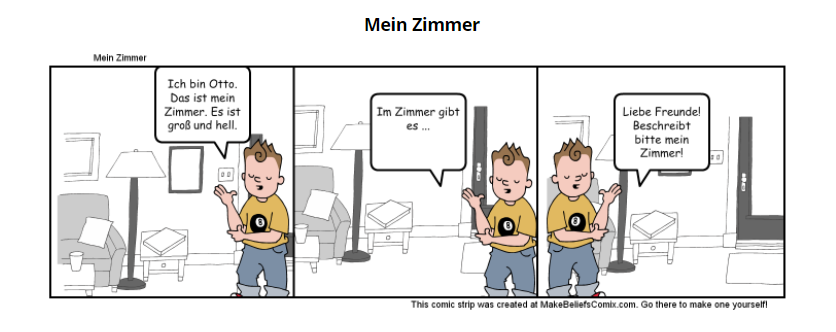 Mein Zimmer
Mein Zimmer
Ich bin Otto.
Das ist mein
Zimmer. Es ist
groß und hell.
Im Zimmer gibt
es ...
Liebe Freunde!
Beschreibt
bitte mein
Zimmer!
This comic strip was created at MakeBeliefsComix.com. Go there to make one yourself!